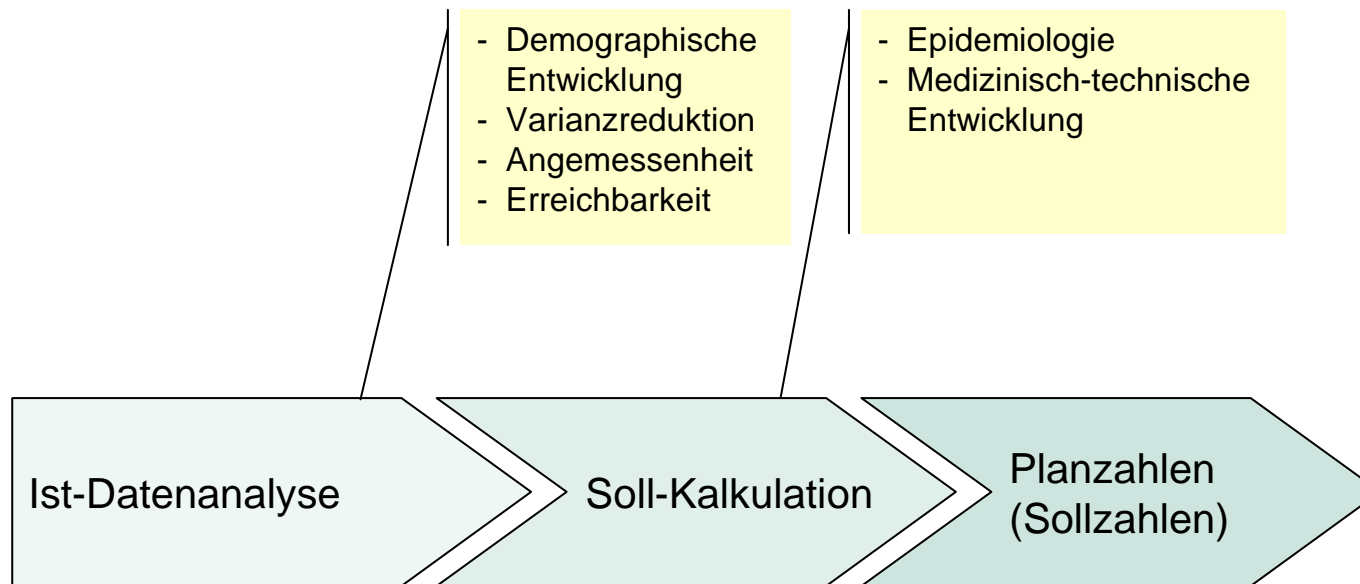 - Demographische
Entwicklung
- Varianzreduktion
- Angemessenheit
- Erreichbarkeit
- Epidemiologie
- Medizinisch-technische
Entwicklung
Ist-Datenanalyse
Soll-Kalkulation
Planzahlen
(Sollzahlen)